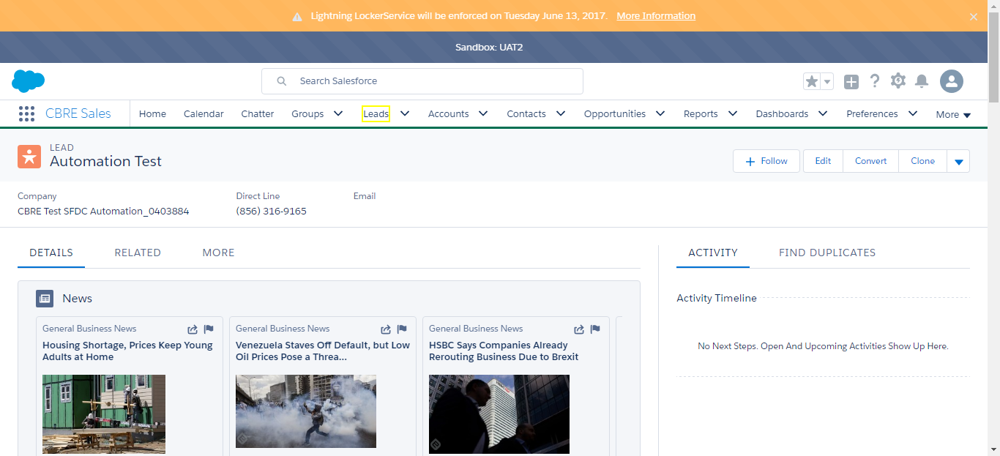 Lightning LockerService will be enforced on Tuesday June 13, 2017. More Information
Sandbox: UAT2
Search Salesforce
CBRE Sales
Home
Calendar
Chatter
Groups
Leads
Accounts
Contacts
Opportunities
Reports
Dashboards
Preferences
More
LEAD
Automation Test
Follow
Edit
Convert
Clone
Company
Direct Line
Email
CBRE Test SFDC Automation_0403884
(856) 316-9165
DETAILS
RELATED
MORE
ACTIVITY
FIND DUPLICATES
News
General Business News
Housing Shortage, Prices Keep Young
Adults at Home
General Business News
Venezuela Staves Off Default, but Low
Oil Prices Pose a Threa...
General Business News
HSBC Says Companies Already
Rerouting Business Due to Brexit
Activity Timeline
No Next Steps. Open And Upcoming Activities Show Up Here.